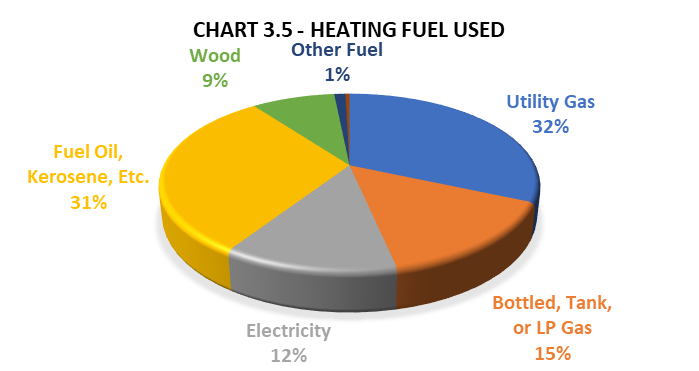 CHART 3.5 - HEATING FUEL USED
Other Fuel
1%
Wood
9%
Utility Gas
32%
Fuel Oil,
Kerosene, Etc.
31%
Bottled, Tank,
or LP Gas
15%
Electricity
12%